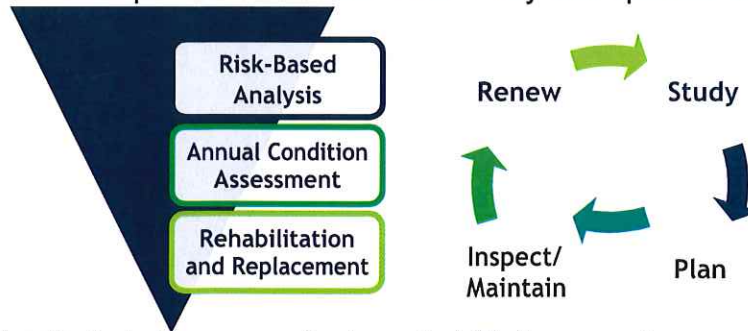 Risk-Based
Analysis
Annual Condition
Assessment
Rehabilitation
and Replacement
Renew
Study
Inspect/
Maintain
Plan